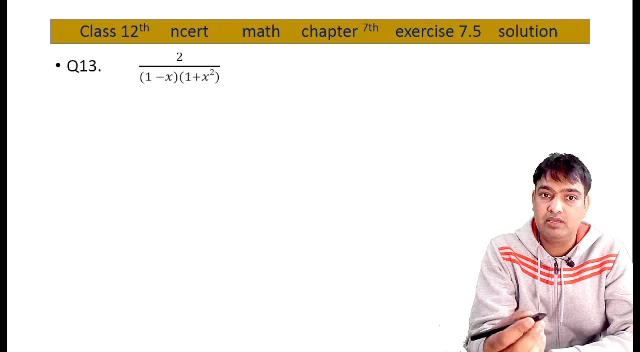 Class 12th ncert math chapter 7th exercise 7.5 solution
• Q13. 2
(1 −x)(1+x²)